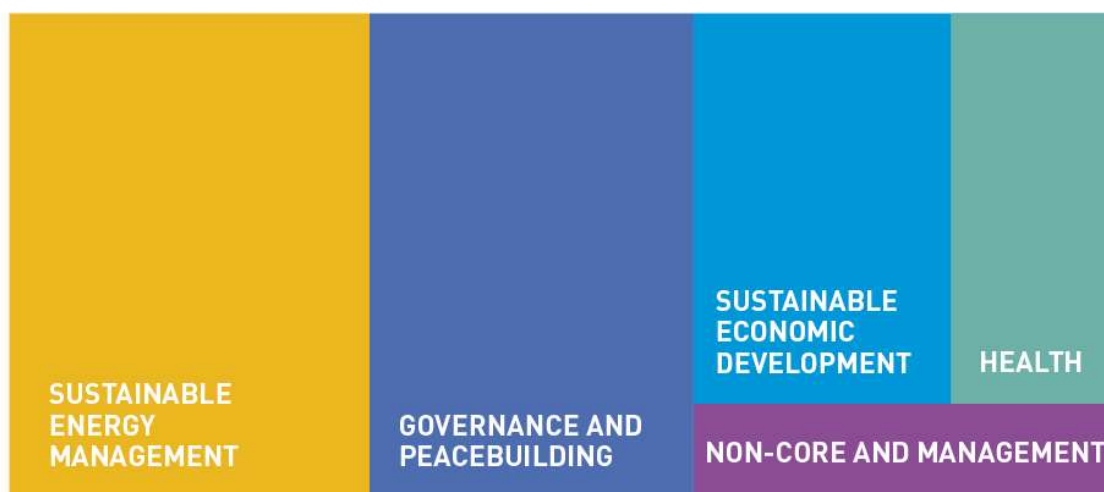 SUSTAINABLE
ENERGY
MANAGEMENT
GOVERNANCE AND
PEACEBUILDING
SUSTAINABLE
ECONOMIC
DEVELOPMENT
HEALTH
NON-CORE AND MANAGEMENT